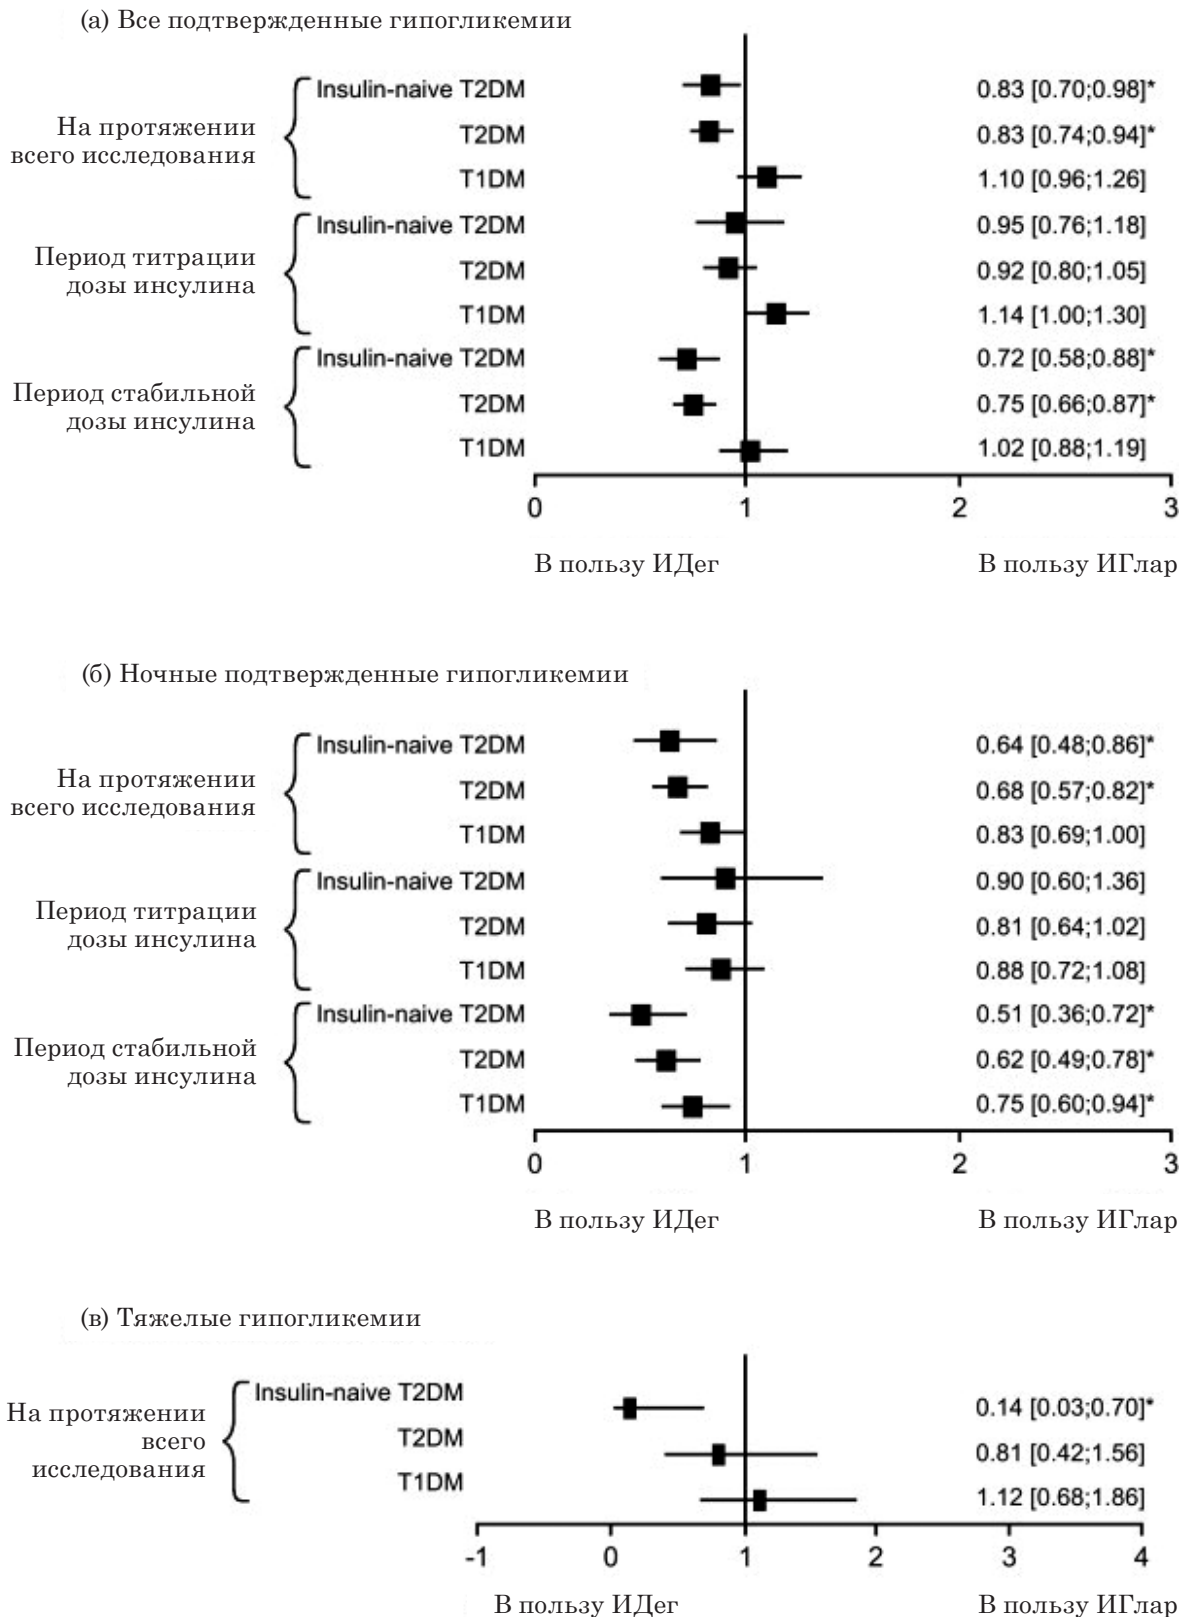 (а) Все подтвержденные гипогликемии
Insulin-naive T2DM 0.83 [0.70;0.98]*
На протяжении
всего исследования
T2DM 0.83 [0.74;0.94]*
T1DM 1.10 [0.96;1.26]
Insulin-naive T2DM 0.95 [0.76;1.18]
Период титрации
дозы инсулина
T2DM 0.92 [0.80;1.05]
T1DM 1.14 [1.00;1.30]
Insulin-naive T2DM 0.72 [0.58;0.88]*
Период стабильной
дозы инсулина
T2DM 0.75 [0.66;0.87]*
T1DM 1.02 [0.88;1.19]
0 1 2 3
В пользу ИДег В пользу ИГлар
(б) Ночные подтвержденные гипогликемии
Insulin-naive T2DM 0.64 [0.48;0.86]*
На протяжении
всего исследования
T2DM 0.68 [0.57;0.82]*
T1DM 0.83 [0.69;1.00]
Insulin-naive T2DM 0.90 [0.60;1.36]
Период титрации
дозы инсулина
T2DM 0.81 [0.64;1.02]
T1DM 0.88 [0.72;1.08]
Insulin-naive T2DM 0.51 [0.36;0.72]*
Период стабильной
дозы инсулина
T2DM 0.62 [0.49;0.78]*
T1DM 0.75 [0.60;0.94]*
0 1 2 3
В пользу ИДег В пользу ИГлар
(в) Тяжелые гипогликемии
Insulin-naive T2DM 0.14 [0.03;0.70]*
На протяжении
всего
исследования
T2DM 0.81 [0.42;1.56]
T1DM 1.12 [0.68;1.86]
-1 0 1 2 3 4
В пользу ИДег В пользу ИГлар